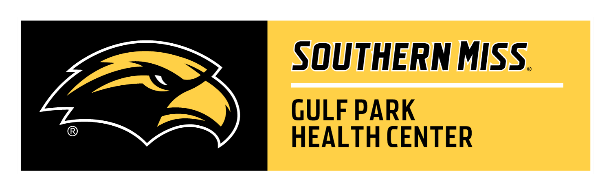 SOUTHERN MISS®
GULF PARK
HEALTH CENTER
®